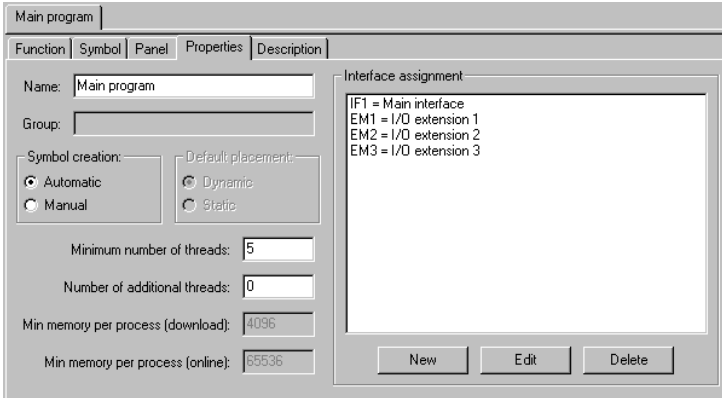 Main program
Function Symbol Panel Properties Description
Name: Main program
Group:
Symbol creation:
Automatic
Manual
Default placement:
Dynamic
Static
Minimum number of threads: 5
Number of additional threads: 0
Min memory per process (download): 4096
Min memory per process (online): 65536
Interface assignment
IF1 = Main interface
EM1 = I/O extension 1
EM2 = I/O extension 2
EM3 = I/O extension 3
New Edit Delete